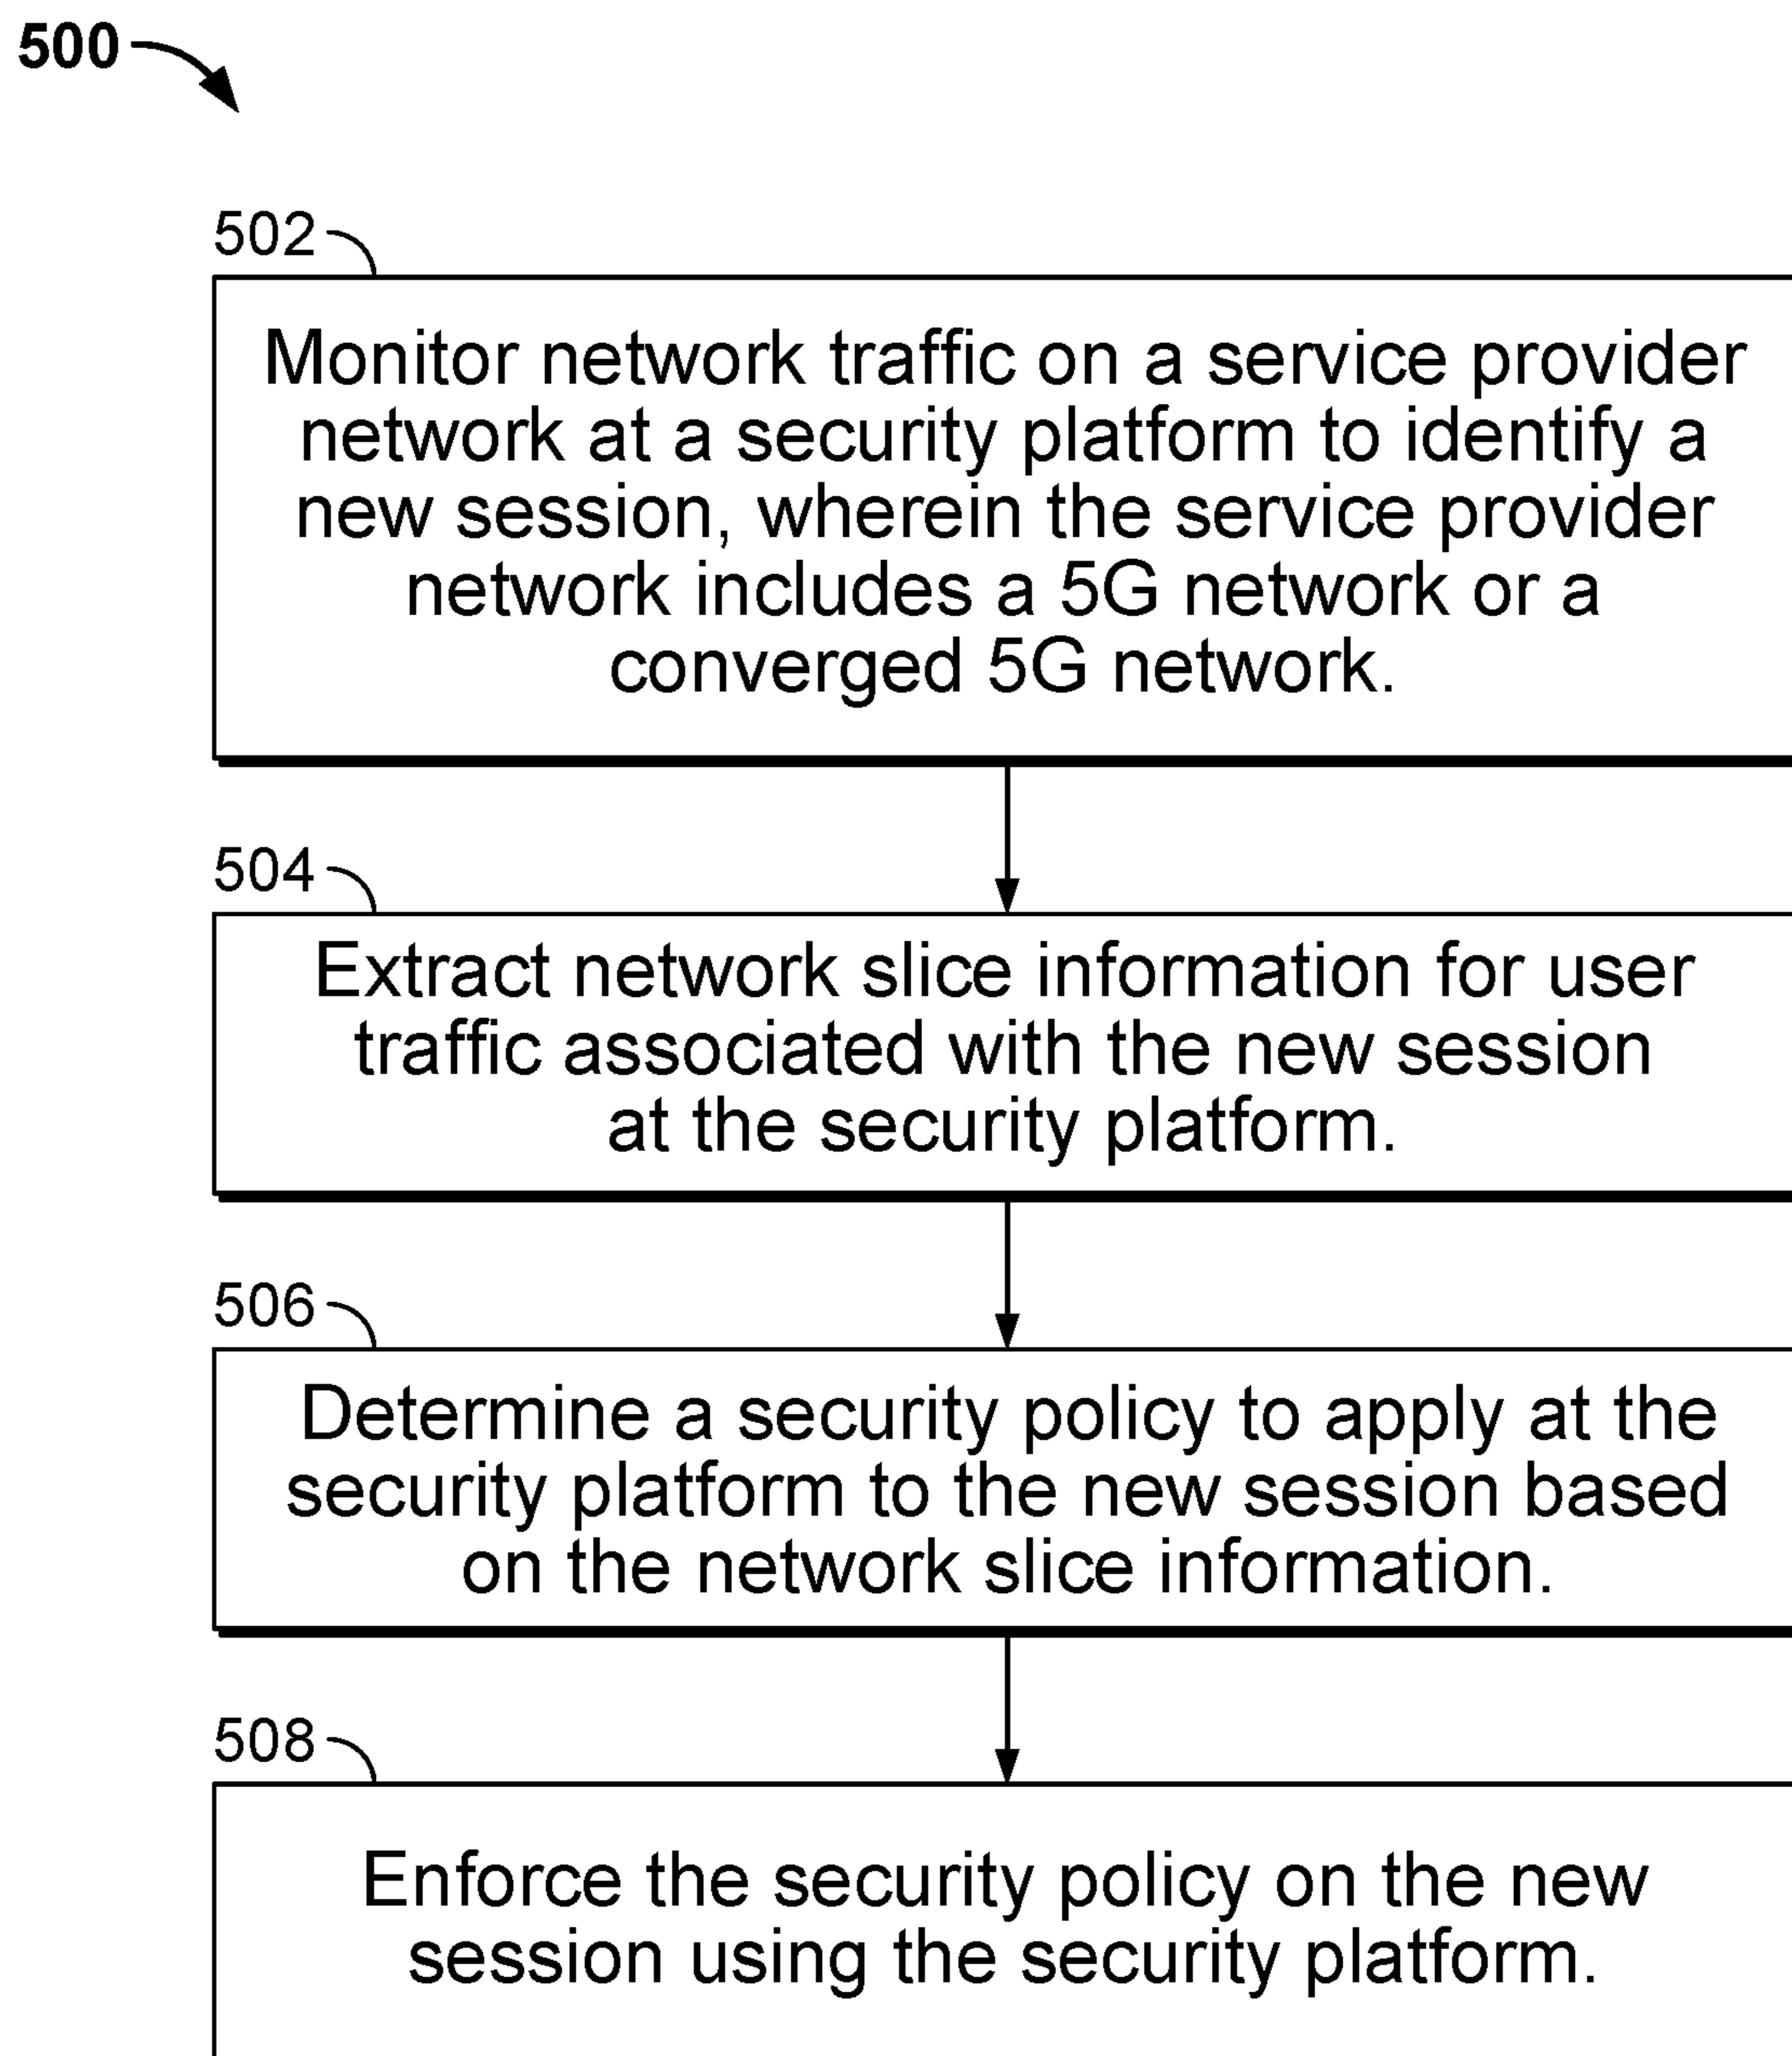 500
502
Monitor network traffic on a service provider
network at a security platform to identify a
new session, wherein the service provider
network includes a 5G network or a
converged 5G network.
504
Extract network slice information for user
traffic associated with the new session
at the security platform.
506
Determine a security policy to apply at the
security platform to the new session based
on the network slice information.
508
Enforce the security policy on the new
session using the security platform.